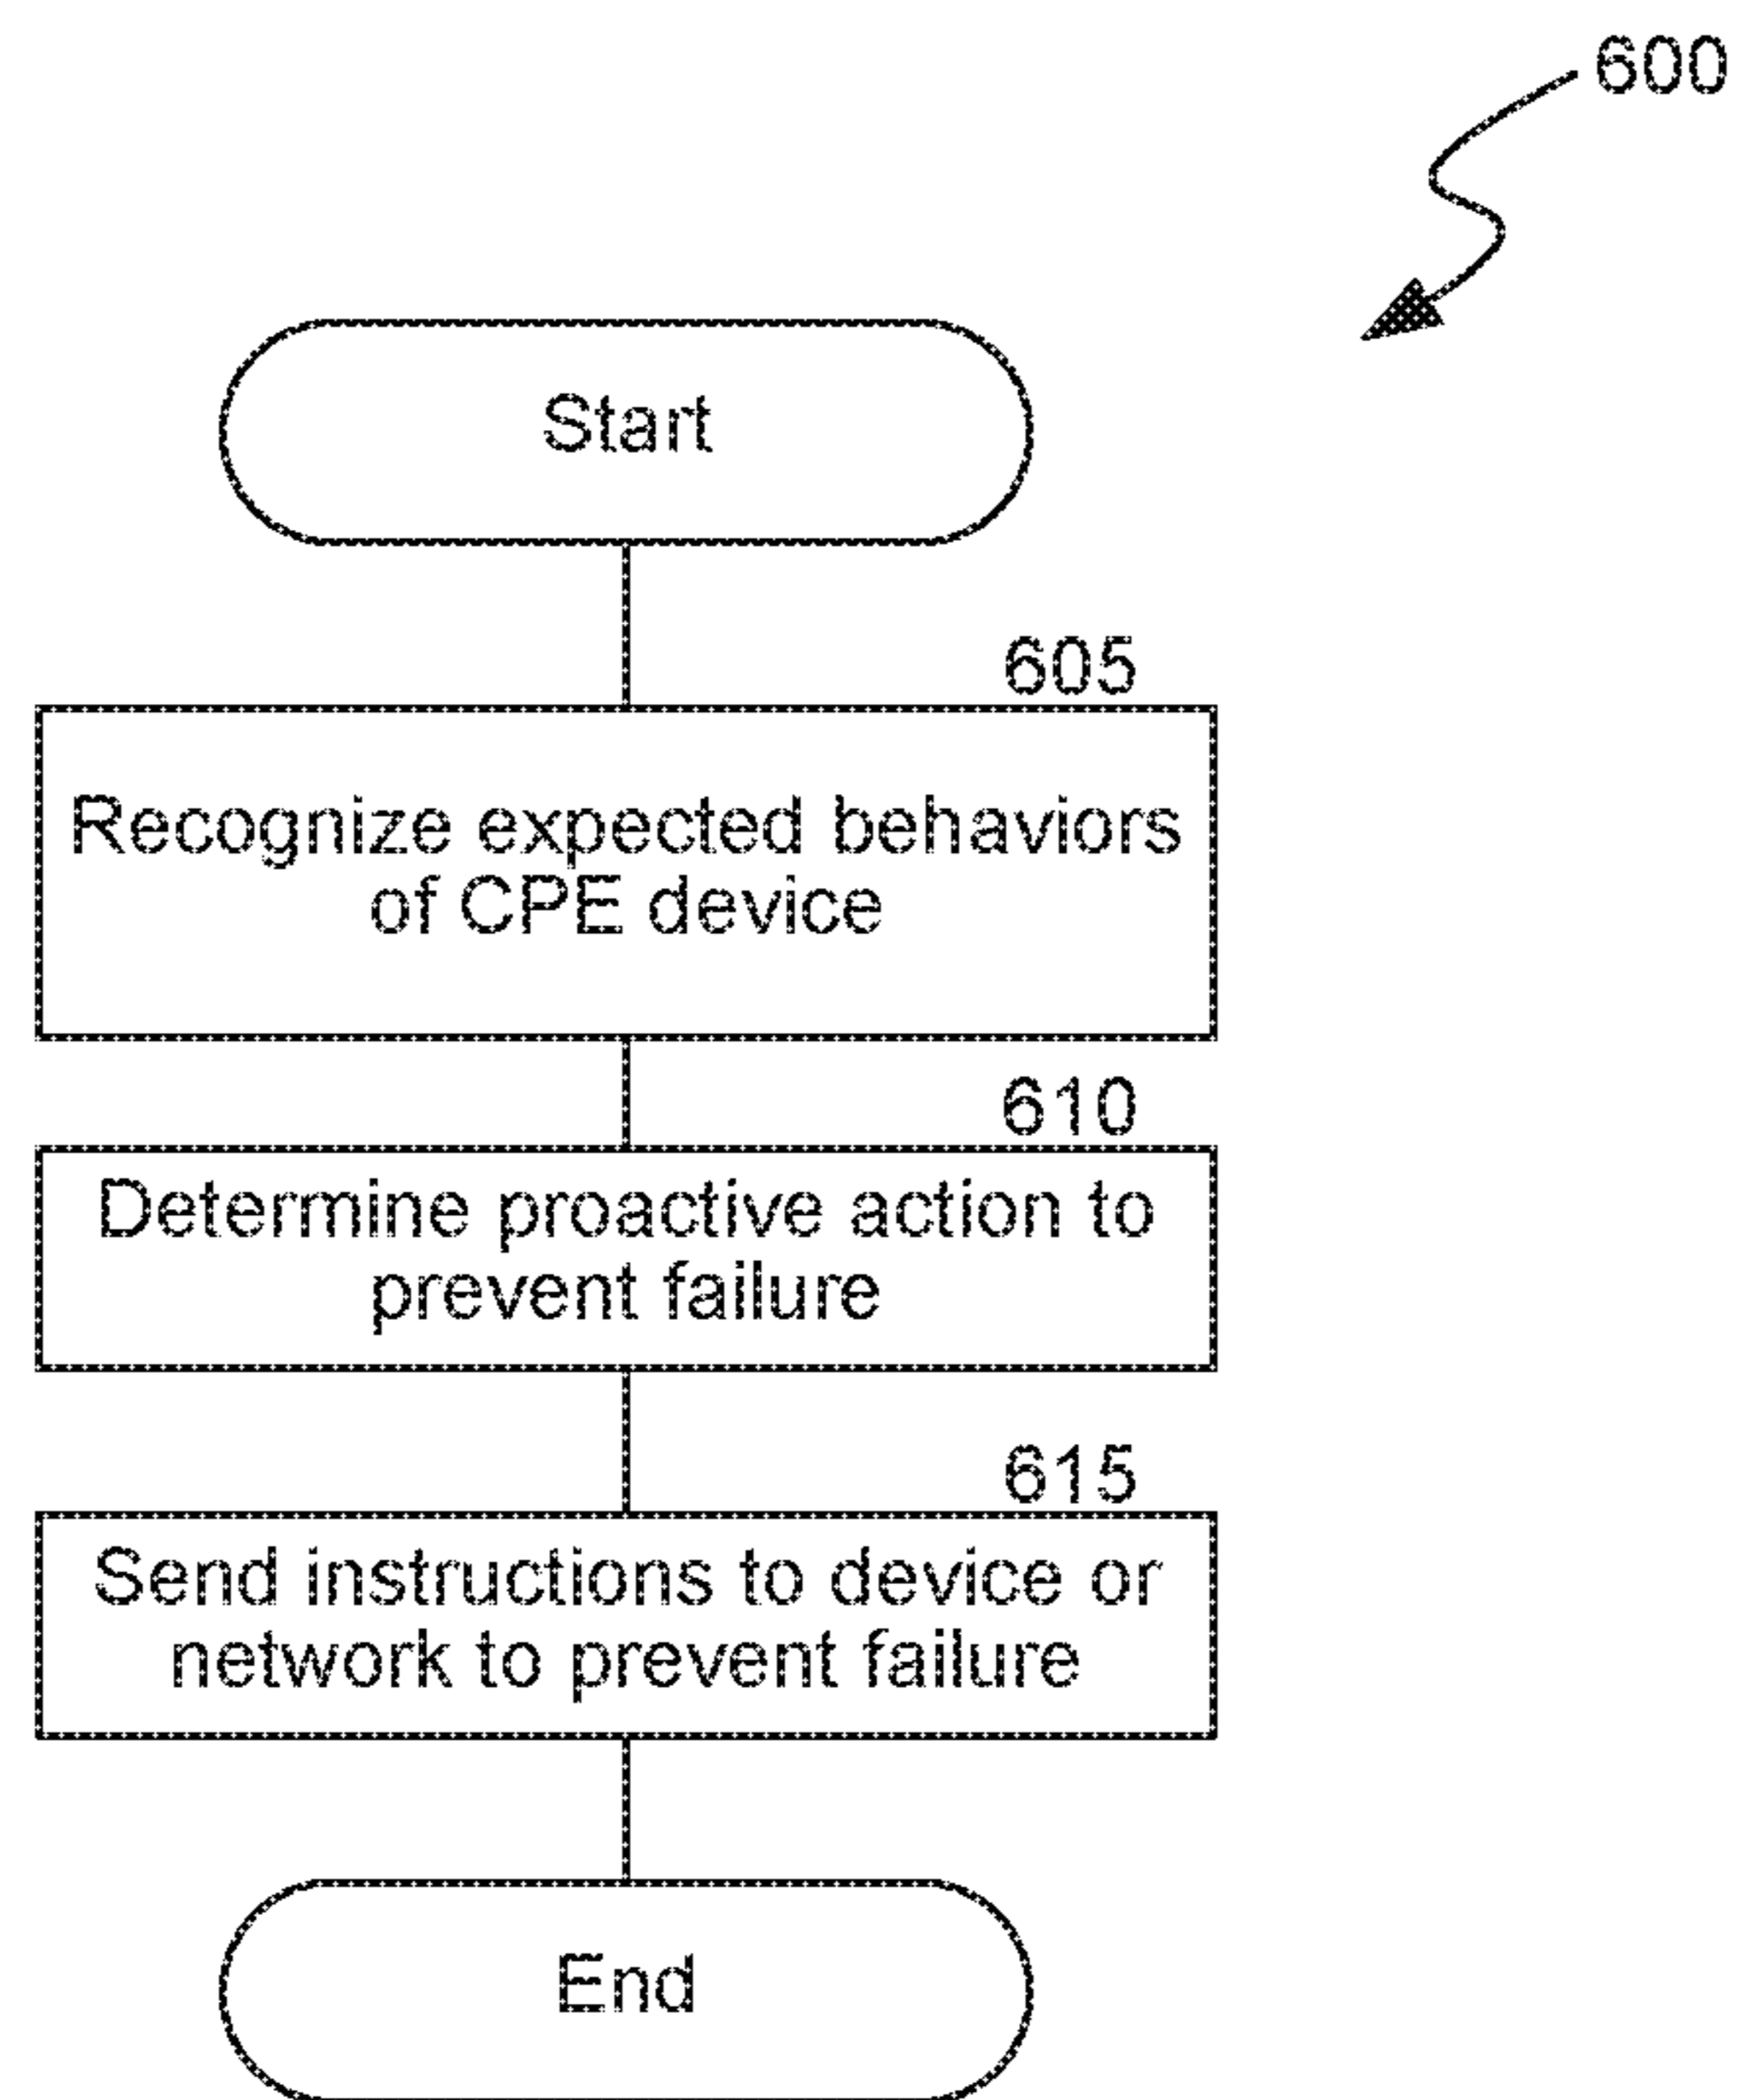 600
Start
605
Recognize expected behaviors
of CPE device
610
Determine proactive action to
prevent failure
615
Send instructions to device or
network to prevent failure
End